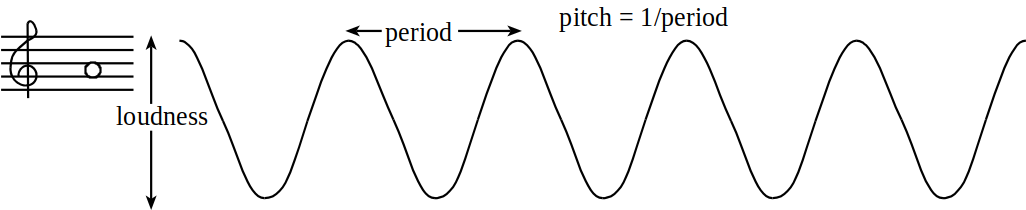 pitch = 1/period
period
loudness